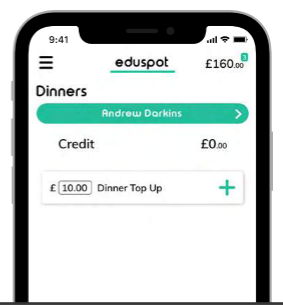 9:41
eduspot £160.00 3
Dinners
Andrew Darkins
Credit £0.00
£ 10.00 Dinner Top Up